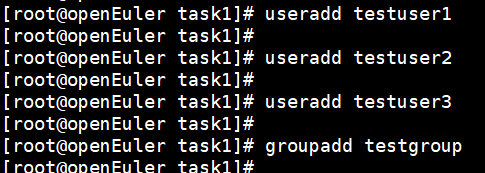 [root@openEuler task1]# useradd testuser1
[root@openEuler task1]#
[root@openEuler task1]# useradd testuser2
[root@openEuler task1]#
[root@openEuler task1]# useradd testuser3
[root@openEuler task1]#
[root@openEuler task1]# groupadd testgroup
[root@openEuler task1]#